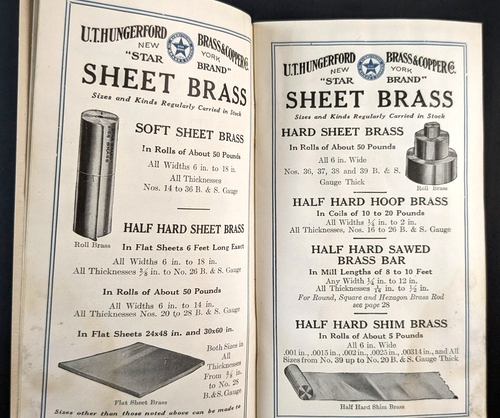 U.T. HUNGERFORD BRASS & COPPER Co.
NEW YORK
"STAR BRAND"
SHEET BRASS
Sizes and Kinds Regularly Carried in Stock
SOFT SHEET BRASS
In Rolls of About 50 Pounds
All Widths 6 in. to 18 in.
All Thicknesses
Nos. 14 to 36 B. & S. Gauge
Roll Brass
HALF HARD SHEET BRASS
In Flat Sheets 6 Feet Long Exact
All Widths 6 in. to 18 in.
All Thicknesses to No. 26 B. & S. Gauge
In Rolls of About 50 Pounds
All Widths 6 in. to 14 in.
All Thicknesses Nos. 20 to 28 B. & S. Gauge
In Flat Sheets 24x48 in. and 30x60 in.
Both Sizes in
All
Thicknesses
From in.
to No. 28
B. & S. Gauge
Flat Sheet Brass
Sizes other than those noted above can be made to
U.T. HUNGERFORD BRASS & COPPER Co.
NEW YORK
"STAR BRAND"
SHEET BRASS
Sizes and Kinds Regularly Carried in Stock
HARD SHEET BRASS
In Rolls of About 50 Pounds
All 6 in. Wide
Nos. 36, 37, 38 and 39 B. & S.
Gauge Thick
Roll Brass
HALF HARD HOOP BRASS
In Coils of 10 to 20 Pounds
All Widths in. to 2 in.
All Thicknesses, Nos. 16 to 26 B. & S. Gauge
HALF HARD SAWED
BRASS BAR
In Mill Lengths of 8 to 10 Feet
Any Width in. to 12 in.
All Thicknesses in. to ½ in.
For Round, Square and Hexagon Brass Rod
see page 28
HALF HARD SHIM BRASS
In Rolls of About 5 Pounds
All 6 in. Wide
.001 in., .0015 in., .002 in., .0025 in., .00314 in., and All
Sizes from No. 39 up to No. 20 B. & S. Gauge Thick
Half Hard Shim Brass